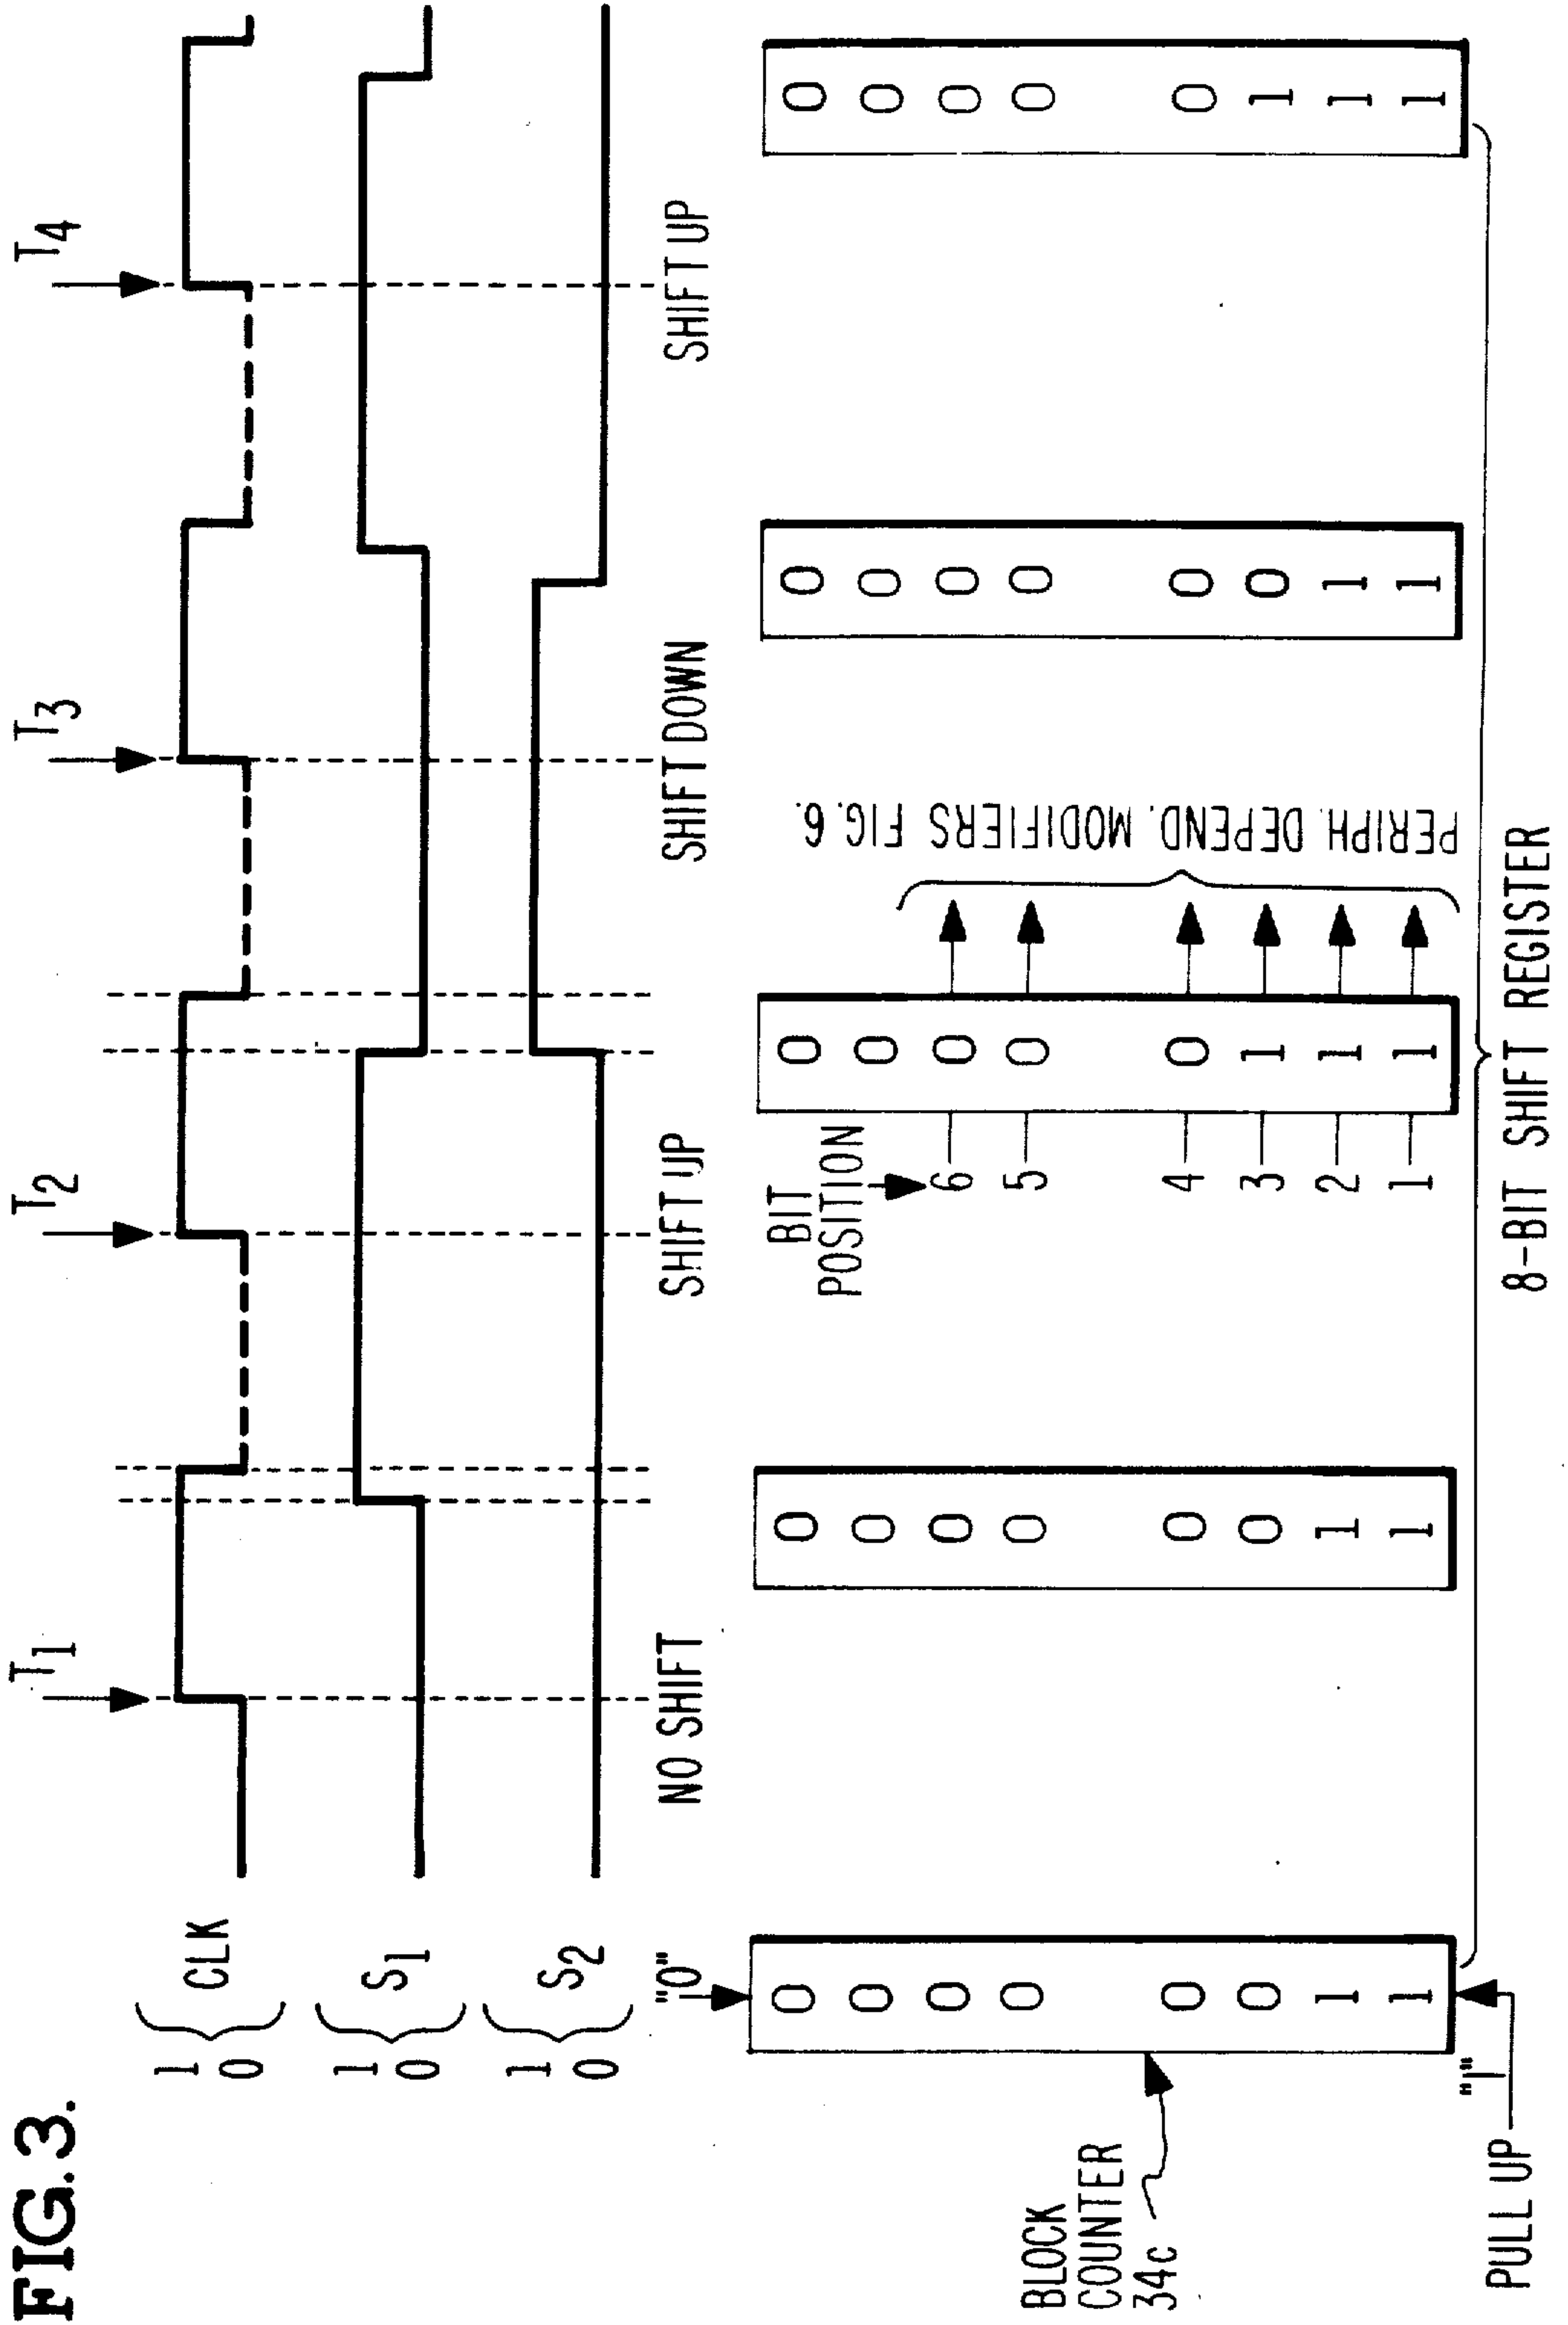 FIG. 3.
T1
T2
T3
T4
1
0
CLK
1
0
S1
1
0
S2
NO SHIFT
SHIFT UP
SHIFT DOWN
SHIFT UP
"0"
BLOCK
COUNTER
34c
0
0
0
0
0
0
1
1
"1"
PULL UP
0
0
0
0
0
0
1
1
BIT
POSITION
6
5
4
3
2
1
0
0
0
0
0
1
1
1
PERIPH. DEPEND. MODIFIERS FIG. 6.
0
0
0
0
0
0
1
1
0
0
0
0
0
1
1
1
8-BIT SHIFT REGISTER